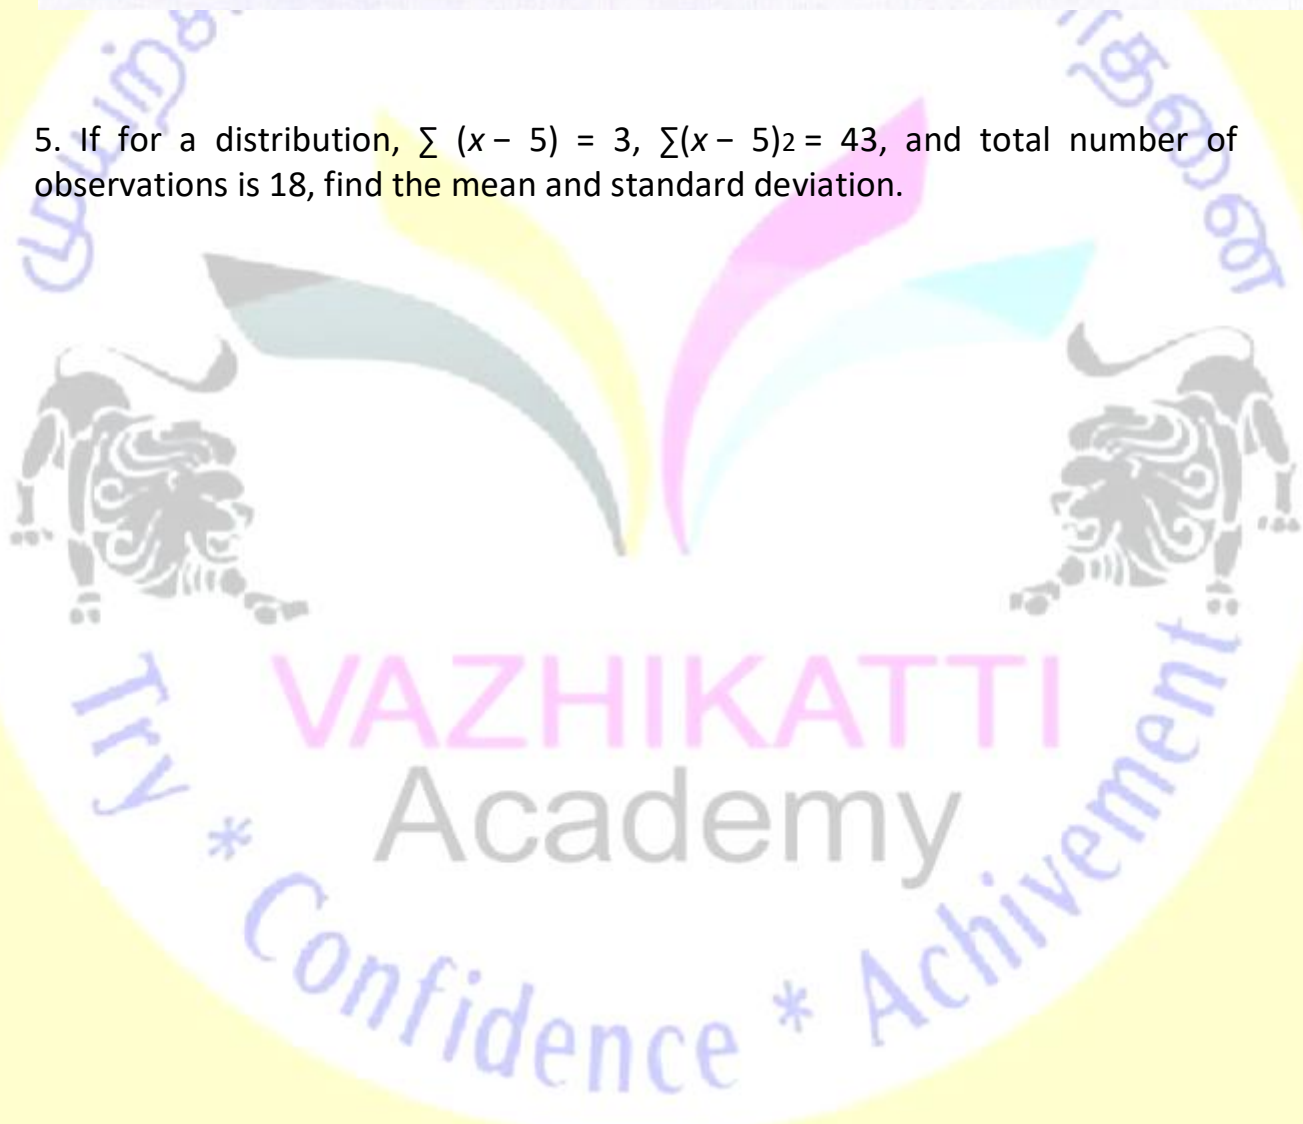 5. If for a distribution, ∑ (x − 5) = 3, ∑(x − 5)2 = 43, and total number of
observations is 18, find the mean and standard deviation.
VAZHIKATTI
Academy
Try * Confidence * Achivement